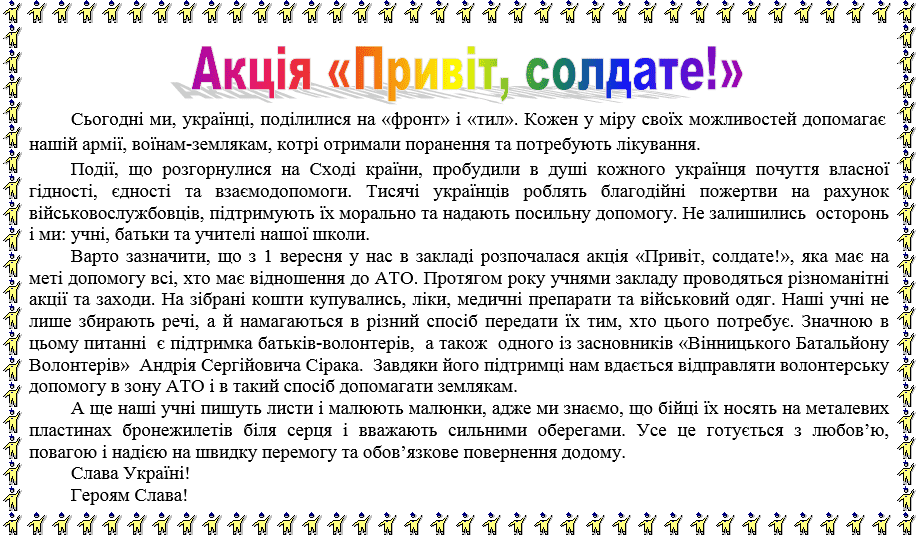 Акція «Привіт, солдате!»
Сьогодні ми, українці, поділилися на «фронт» і «тил». Кожен у міру своїх можливостей допомагає
нашій армії, воїнам-землякам, котрі отримали поранення та потребують лікування.
Події, що розгорнулися на Сході країни, пробудили в душі кожного українця почуття власної
гідності, єдності та взаємодопомоги. Тисячі українців роблять благодійні пожертви на рахунок
військовослужбовців, підтримують їх морально та надають посильну допомогу. Не залишились осторонь
і ми: учні, батьки та учителі нашої школи.
Варто зазначити, що з 1 вересня у нас в закладі розпочалася акція «Привіт, солдате!», яка має на
меті допомогу всі, хто має відношення до АТО. Протягом року учнями закладу проводяться різноманітні
акції та заходи. На зібрані кошти купувались, ліки, медичні препарати та військовий одяг. Наші учні не
лише збирають речі, а й намагаються в різний спосіб передати їх тим, хто цього потребує. Значною в
цьому питанні є підтримка батьків-волонтерів, а також одного із засновників «Вінницького Батальйону
Волонтерів» Андрія Сергійовича Сірака. Завдяки його підтримці нам вдається відправляти волонтерську
допомогу в зону АТО і в такий спосіб допомагати землякам.
А ще наші учні пишуть листи і малюють малюнки, адже ми знаємо, що бійці їх носять на металевих
пластинах бронежилетів біля серця і вважають сильними оберегами. Усе це готується з любов’ю,
повагою і надією на швидку перемогу та обов’язкове повернення додому.
Слава Україні!
Героям Слава!